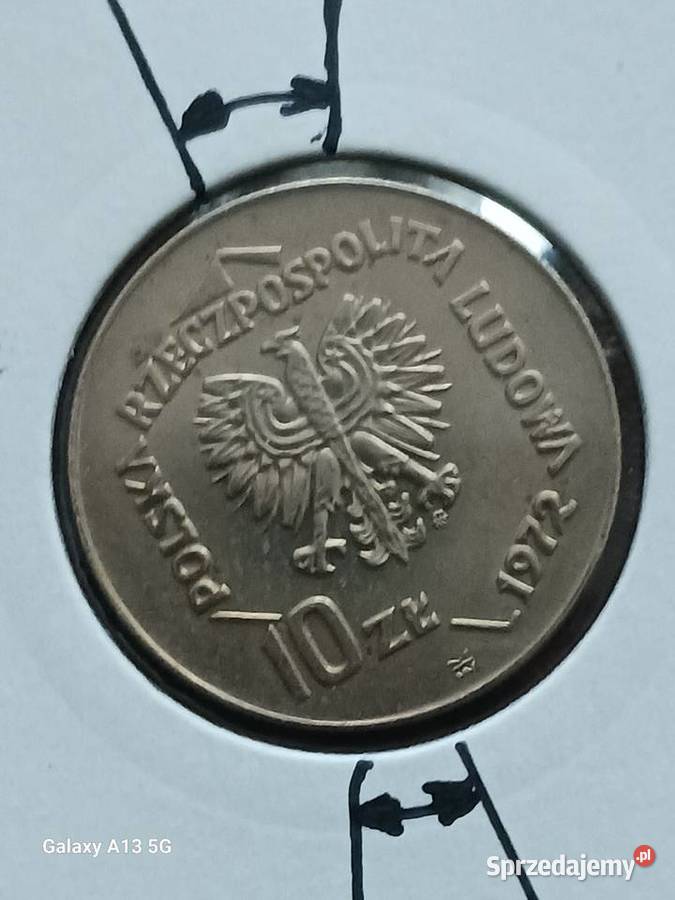 POLSKA RZECZPOSPOLITA LUDOWA
1972
10 ZŁ
Galaxy A13 5G
Sprzedajemy.pl